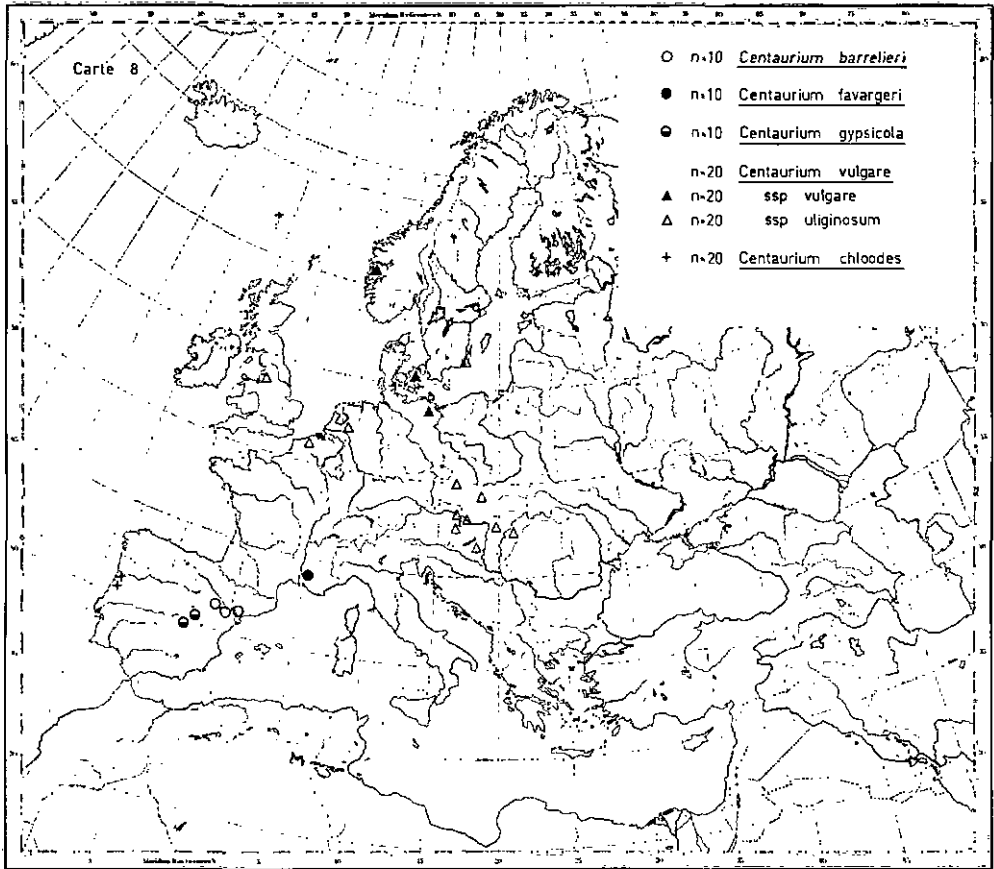 Carte 8
n=10 Centaurium barrelieri
n=10 Centaurium favargeri
n=10 Centaurium gypsicola
n=20 Centaurium vulgare
n=20 ssp vulgare
n=20 ssp uliginosum
+ n=20 Centaurium chloodes